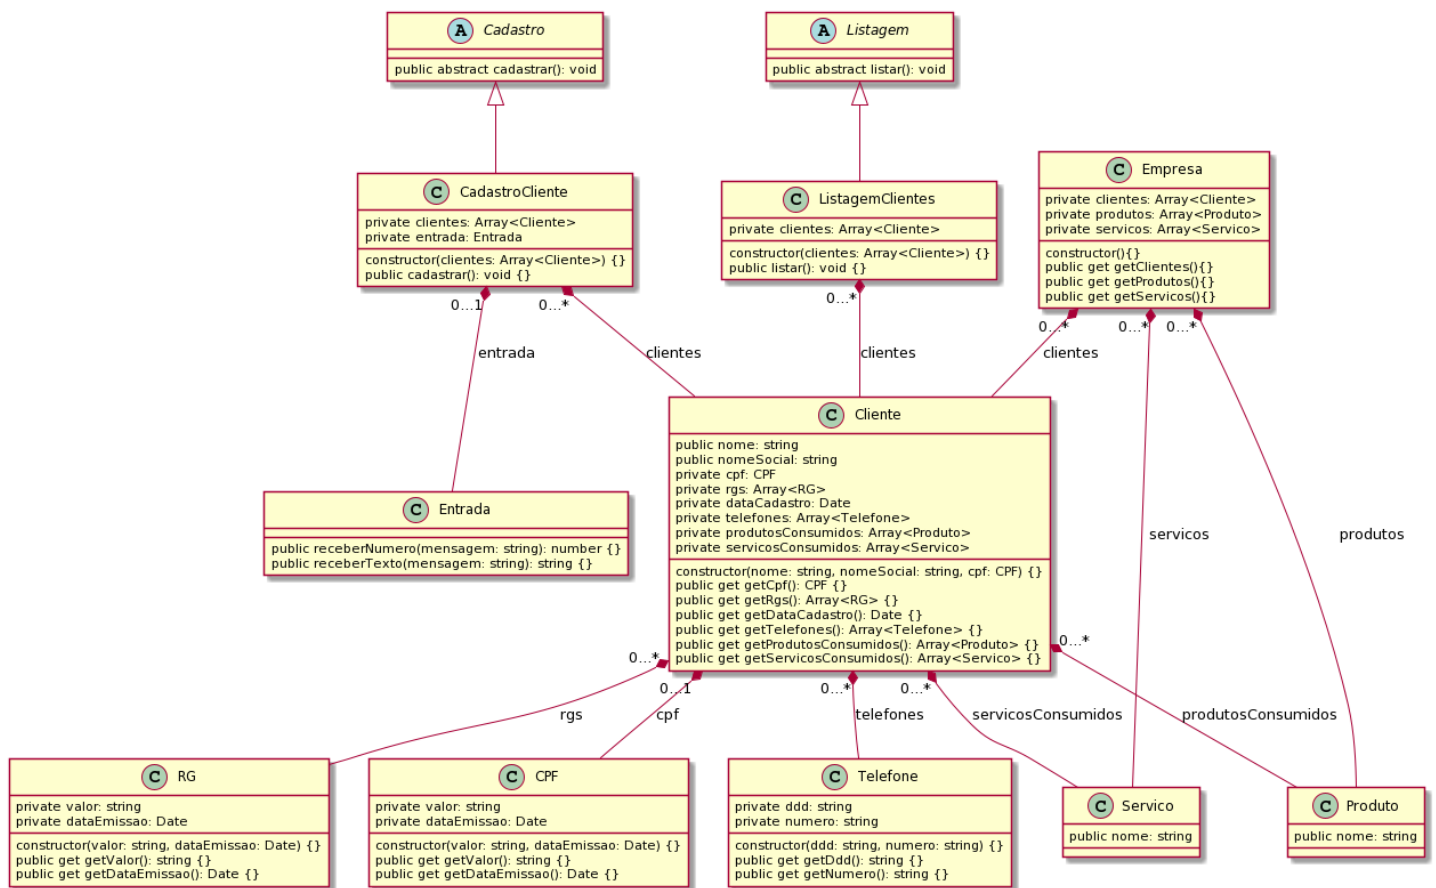 A Cadastro
public abstract cadastrar(): void
A Listagem
public abstract listar(): void
C CadastroCliente
private clientes: Array<Cliente>
private entrada: Entrada
constructor(clientes: Array<Cliente>) {}
public cadastrar(): void {}
C ListagemClientes
private clientes: Array<Cliente>
constructor(clientes: Array<Cliente>) {}
public listar(): void {}
C Empresa
private clientes: Array<Cliente>
private produtos: Array<Produto>
private servicos: Array<Servico>
constructor(){}
public get getClientes(){}
public get getProdutos(){}
public get getServicos(){}
0...1
0...*
0...*
0...*
0...*
0...*
entrada
clientes
clientes
clientes
C Cliente
public nome: string
public nomeSocial: string
private cpf: CPF
private rgs: Array<RG>
private dataCadastro: Date
private telefones: Array<Telefone>
private produtosConsumidos: Array<Produto>
private servicosConsumidos: Array<Servico>
constructor(nome: string, nomeSocial: string, cpf: CPF) {}
public get getCpf(): CPF {}
public get getRgs(): Array<RG> {}
public get getDataCadastro(): Date {}
public get getTelefones(): Array<Telefone> {}
public get getProdutosConsumidos(): Array<Produto> {}
public get getServicosConsumidos(): Array<Servico> {}
C Entrada
public receberNumero(mensagem: string): number {}
public receberTexto(mensagem: string): string {}
servicos
produtos
0...*
0...*
0...1
0...*
0...*
rgs
cpf
telefones
servicosConsumidos
produtosConsumidos
C RG
private valor: string
private dataEmissao: Date
constructor(valor: string, dataEmissao: Date) {}
public get getValor(): string {}
public get getDataEmissao(): Date {}
C CPF
private valor: string
private dataEmissao: Date
constructor(valor: string, dataEmissao: Date) {}
public get getValor(): string {}
public get getDataEmissao(): Date {}
C Telefone
private ddd: string
private numero: string
constructor(ddd: string, numero: string) {}
public get getDdd(): string {}
public get getNumero(): string {}
C Servico
public nome: string
C Produto
public nome: string